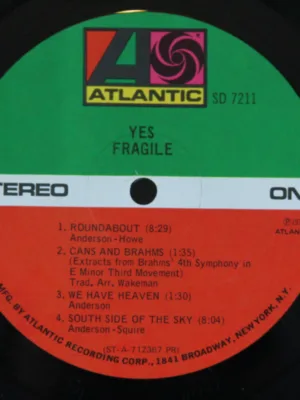 ATLANTIC SD 7211
YES
FRAGILE
STEREO ON
1. ROUNDABOUT (8:29)
Anderson-Howe
2. CANS AND BRAHMS (1:35)
(Extracts from Brahms' 4th Symphony in
E Minor Third Movement)
Trad. Arr. Wakeman
3. WE HAVE HEAVEN (1:30)
Anderson
4. SOUTH SIDE OF THE SKY (8:04)
Anderson-Squire
(ST-A-712387 PR)
MFG. BY ATLANTIC RECORDING CORP., 1841 BROADWAY, NEW YORK, N.Y.